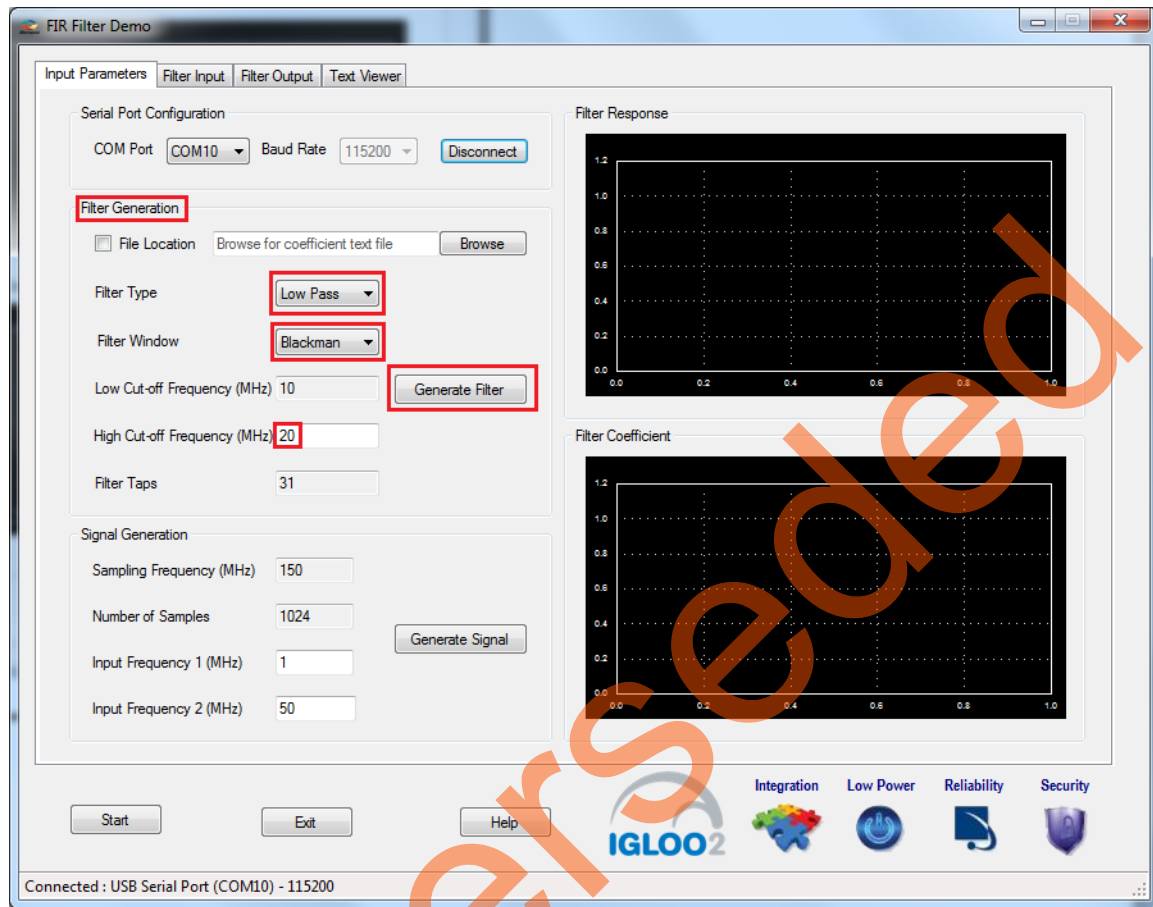 FIR Filter Demo
Input Parameters Filter Input Filter Output Text Viewer
Serial Port Configuration
COM Port COM10 Baud Rate 115200 Disconnect
Filter Generation
File Location Browse for coefficient text file Browse
Filter Type Low Pass
Filter Window Blackman
Low Cut-off Frequency (MHz) 10 Generate Filter
High Cut-off Frequency (MHz) 20
Filter Taps 31
Signal Generation
Sampling Frequency (MHz) 150
Number of Samples 1024
Generate Signal
Input Frequency 1 (MHz) 1
Input Frequency 2 (MHz) 50
Filter Response
1.2
1.0
0.8
0.6
0.4
0.2
0.0
0.0 0.2 0.4 0.6 0.8 1.0
Filter Coefficient
1.2
1.0
0.8
0.6
0.4
0.2
0.0
0.0 0.2 0.4 0.6 0.8 1.0
Start Exit Help
IGLOO2
Integration Low Power Reliability Security
Connected : USB Serial Port (COM10) - 115200
erseded